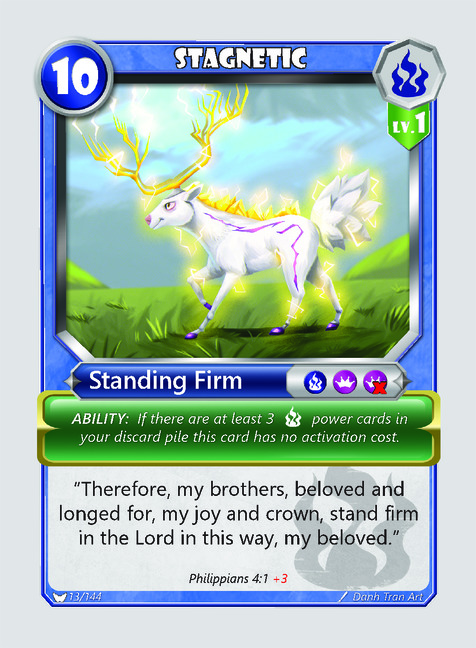 STAGNETIC
10
LV.1
Standing Firm
ABILITY: If there are at least 3 power cards in
your discard pile this card has no activation cost.
"Therefore, my brothers, beloved and
longed for, my joy and crown, stand firm
in the Lord in this way, my beloved."
Philippians 4:1 +3
13/144
Danh Tran Art